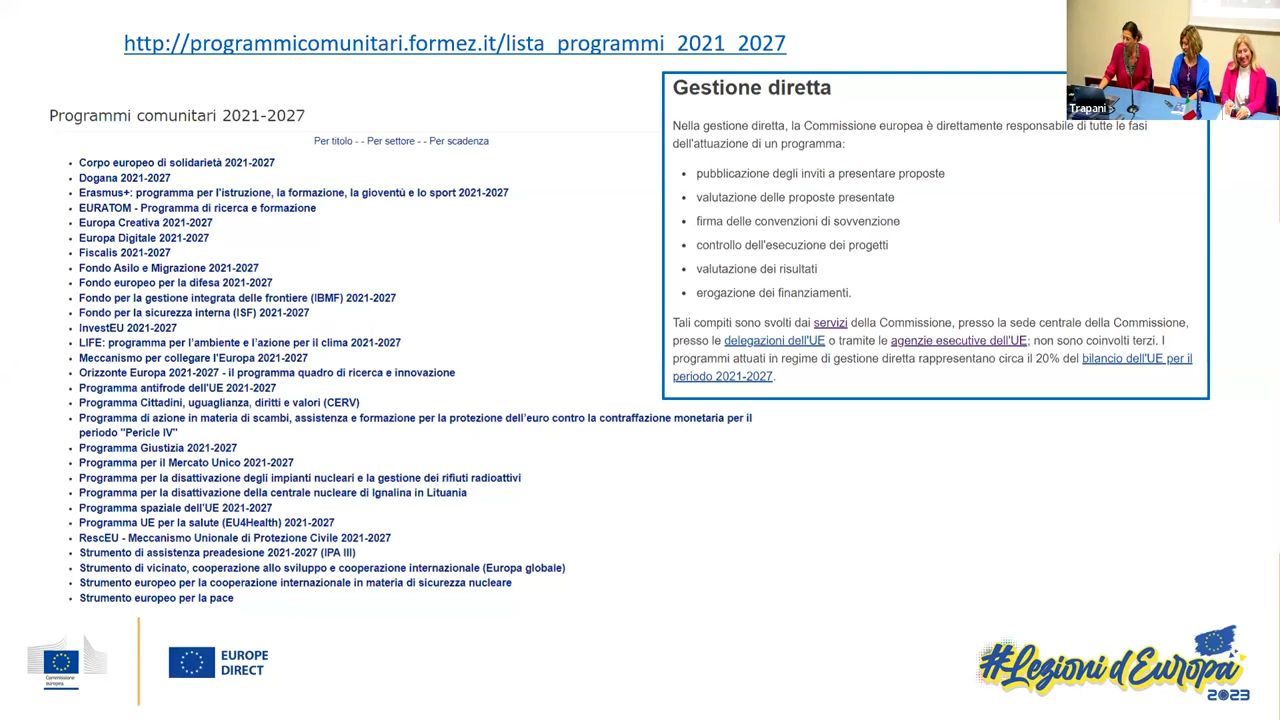 http://programmicomunitari.formez.it/lista_programmi_2021_2027
Trapani
Programmi comunitari 2021-2027
Per titolo - - Per settore - - Per scadenza
Corpo europeo di solidarietà 2021-2027
Dogana 2021-2027
Erasmus+: programma per l'istruzione, la formazione, la gioventù e lo sport 2021-2027
EURATOM - Programma di ricerca e formazione
Europa Creativa 2021-2027
Europa Digitale 2021-2027
Fiscalis 2021-2027
Fondo Asilo e Migrazione 2021-2027
Fondo europeo per la difesa 2021-2027
Fondo per la gestione integrata delle frontiere (IBMF) 2021-2027
Fondo per la sicurezza interna (ISF) 2021-2027
InvestEU 2021-2027
LIFE: programma per l'ambiente e l'azione per il clima 2021-2027
Meccanismo per collegare l'Europa 2021-2027
Orizzonte Europa 2021-2027 - il programma quadro di ricerca e innovazione
Programma antifrode dell'UE 2021-2027
Programma Cittadini, uguaglianza, diritti e valori (CERV)
Programma di azione in materia di scambi, assistenza e formazione per la protezione dell'euro contro la contraffazione monetaria per il
periodo "Pericle IV"
Programma Giustizia 2021-2027
Programma per il Mercato Unico 2021-2027
Programma per la disattivazione degli impianti nucleari e la gestione dei rifiuti radioattivi
Programma per la disattivazione della centrale nucleare di Ignalina in Lituania
Programma spaziale dell'UE 2021-2027
Programma UE per la salute (EU4Health) 2021-2027
RescEU - Meccanismo Unionale di Protezione Civile 2021-2027
Strumento di assistenza preadesione 2021-2027 (IPA III)
Strumento di vicinato, cooperazione allo sviluppo e cooperazione internazionale (Europa globale)
Strumento europeo per la cooperazione internazionale in materia di sicurezza nucleare
Strumento europeo per la pace
Gestione diretta
Nella gestione diretta, la Commissione europea è direttamente responsabile di tutte le fasi
dell'attuazione di un programma:
pubblicazione degli inviti a presentare proposte
valutazione delle proposte presentate
firma delle convenzioni di sovvenzione
controllo dell'esecuzione dei progetti
valutazione dei risultati
erogazione dei finanziamenti.
Tali compiti sono svolti dai servizi della Commissione, presso la sede centrale della Commissione,
presso le delegazioni dell'UE o tramite le agenzie esecutive dell'UE; non sono coinvolti terzi. I
programmi attuati in regime di gestione diretta rappresentano circa il 20% del bilancio dell'UE per il
periodo 2021-2027.
Commissione
europea
EUROPE
DIRECT
#Lezioni d'Europa
2023